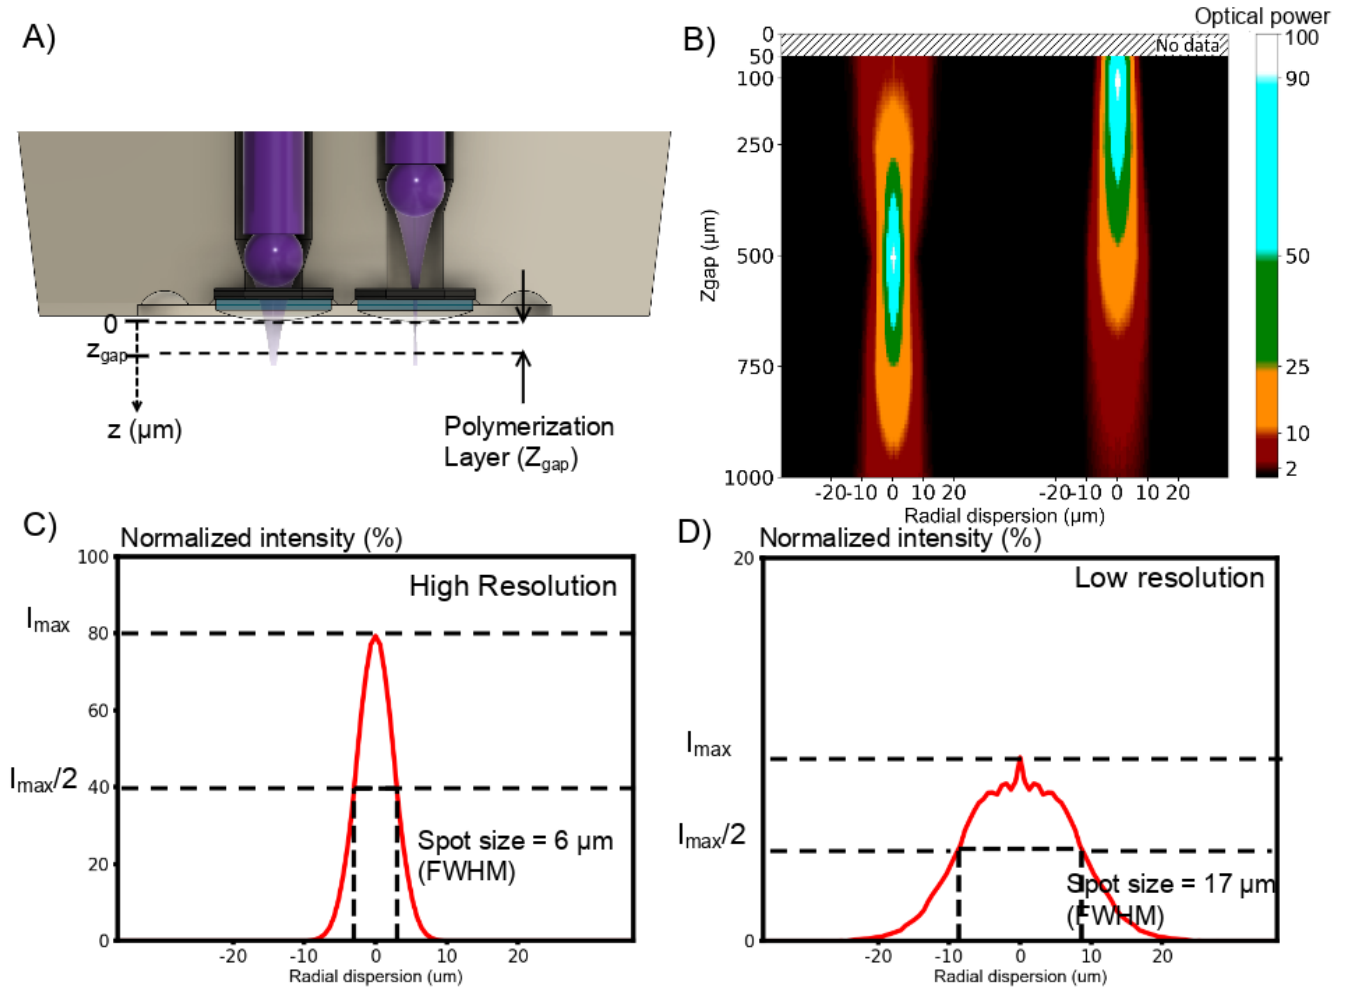 A)
0
zgap
z (µm)
Polymerization
Layer (Zgap)
B)
Optical power
No data
0
50
100
250
500
750
1000
Zgap (µm)
-20 -10 0 10 20
-20 -10 0 10 20
Radial dispersion (µm)
100
90
50
25
10
2
C)
Normalized intensity (%)
High Resolution
Imax
Imax/2
100
80
60
40
20
0
Spot size = 6 µm
(FWHM)
-20 -10 0 10 20
Radial dispersion (um)
D)
Normalized intensity (%)
Low resolution
20
Imax
Imax/2
0
Spot size = 17 µm
(FWHM)
-20 -10 0 10 20
Radial dispersion (um)